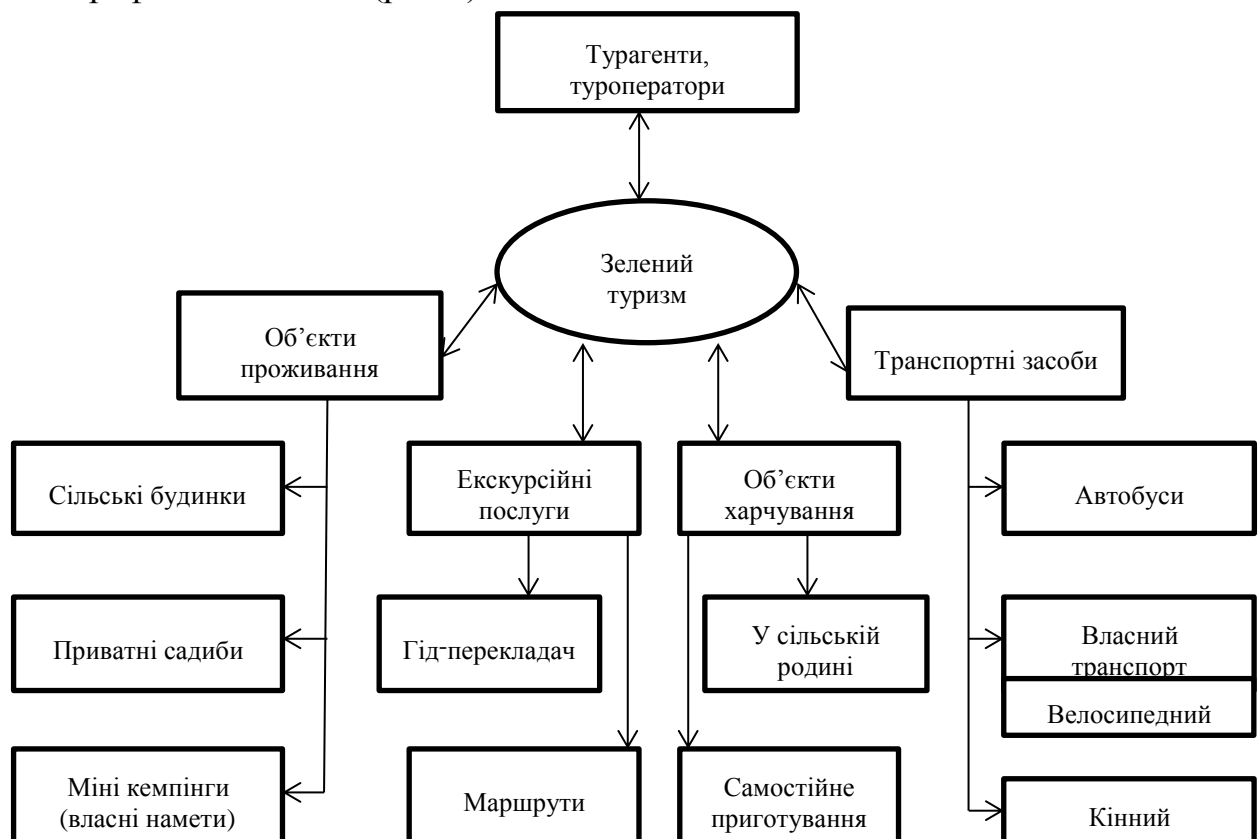 Турагенти,
туроператори
Зелений
туризм
Об’єкти
проживання
Транспортні засоби
Сільські будинки
Екскурсійні
послуги
Об’єкти
харчування
Автобуси
Приватні садиби
Гід-перекладач
У сільській
родині
Власний
транспорт
Велосипедний
Міні кемпінги
(власні намети)
Маршрути
Самостійне
приготування
Кінний